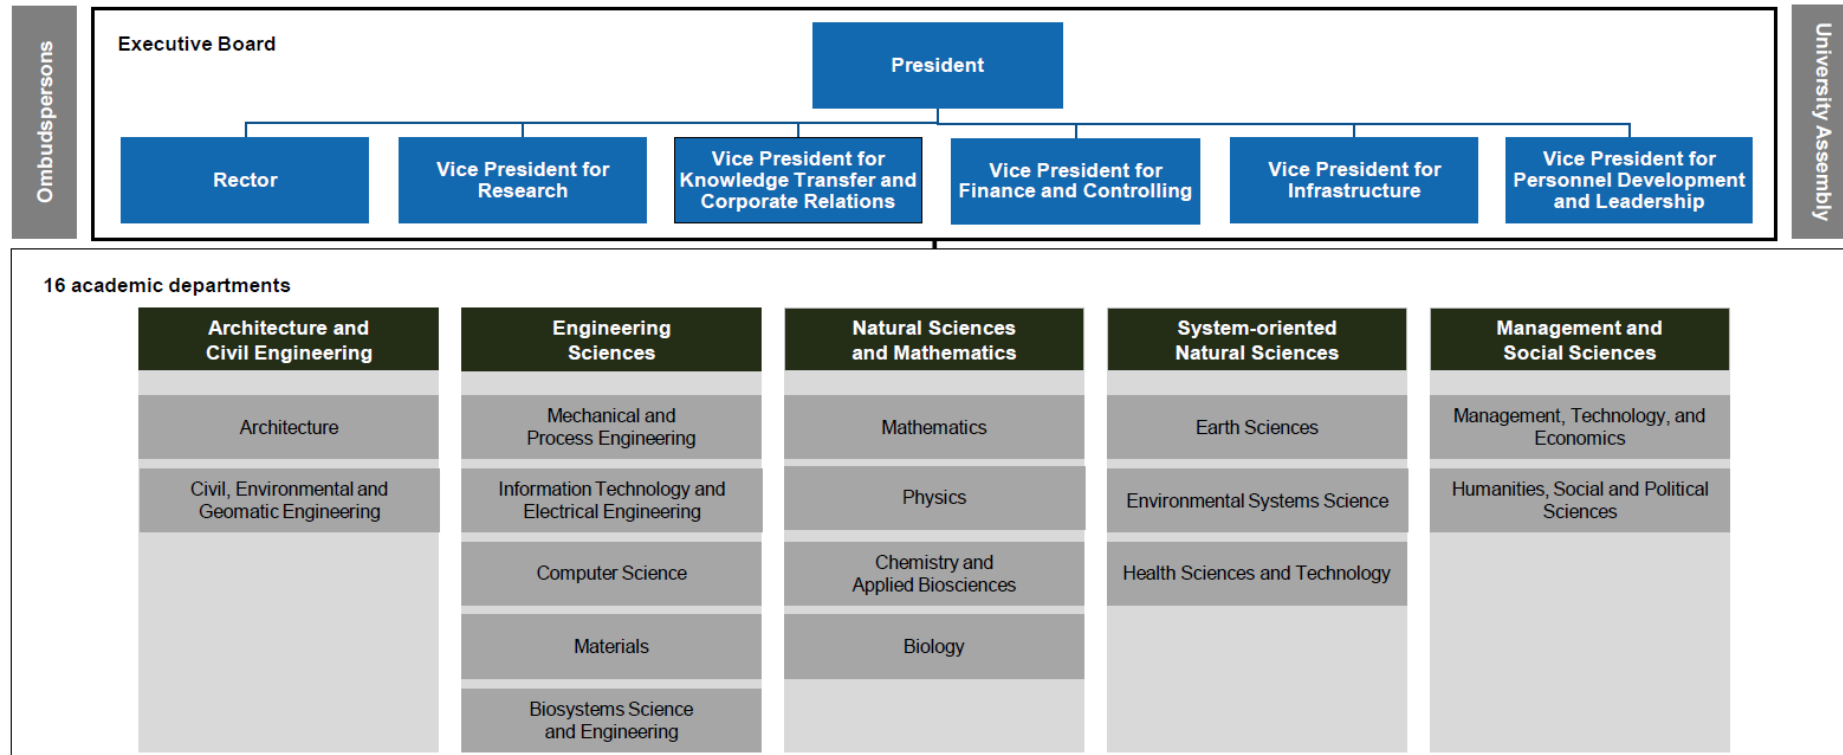 Ombudspersons
Executive Board
President
University Assembly
Rector
Vice President for
Research
Vice President for
Knowledge Transfer and
Corporate Relations
Vice President for
Finance and Controlling
Vice President for
Infrastructure
Vice President for
Personnel Development
and Leadership
16 academic departments
Architecture and
Civil Engineering
Architecture
Civil, Environmental and
Geomatic Engineering
Engineering
Sciences
Mechanical and
Process Engineering
Information Technology and
Electrical Engineering
Computer Science
Materials
Biosystems Science
and Engineering
Natural Sciences
and Mathematics
Mathematics
Physics
Chemistry and
Applied Biosciences
Biology
System-oriented
Natural Sciences
Earth Sciences
Environmental Systems Science
Health Sciences and Technology
Management and
Social Sciences
Management, Technology, and
Economics
Humanities, Social and Political
Sciences